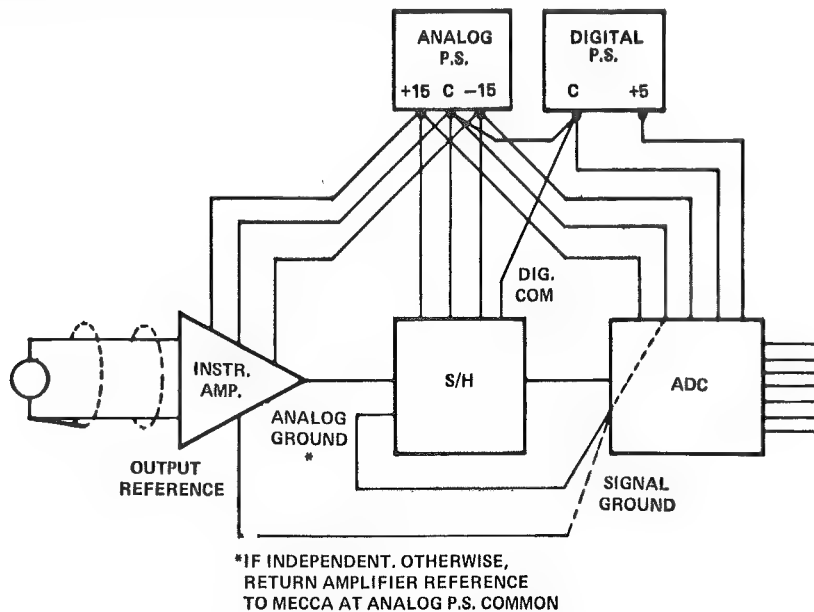 ANALOG
P.S.
+15 C –15
DIGITAL
P.S.
C +5
DIG.
COM
INSTR.
AMP.
S/H
ADC
ANALOG
GROUND
*
OUTPUT
REFERENCE
SIGNAL
GROUND
*IF INDEPENDENT. OTHERWISE,
RETURN AMPLIFIER REFERENCE
TO MECCA AT ANALOG P.S. COMMON